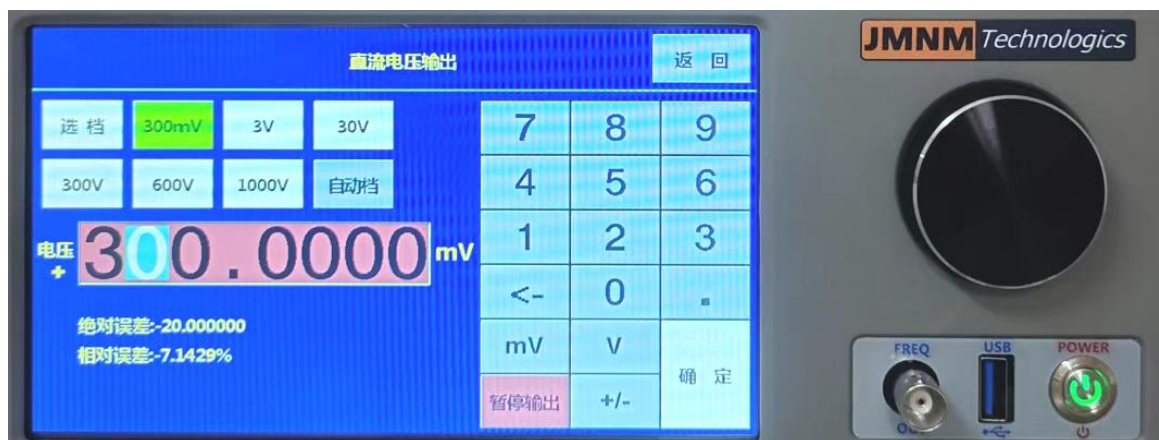 JMNM Technologics
直流电压输出
返 回
选 档
300mV
3V
30V
300V
600V
1000V
自动档
电压
+
300.0000 mV
绝对误差:-20.000000
相对误差:-7.1429%
7 8 9
4 5 6
1 2 3
<- 0 .
mV V
确 定
暂停输出 +/-
FREQ
USB
POWER